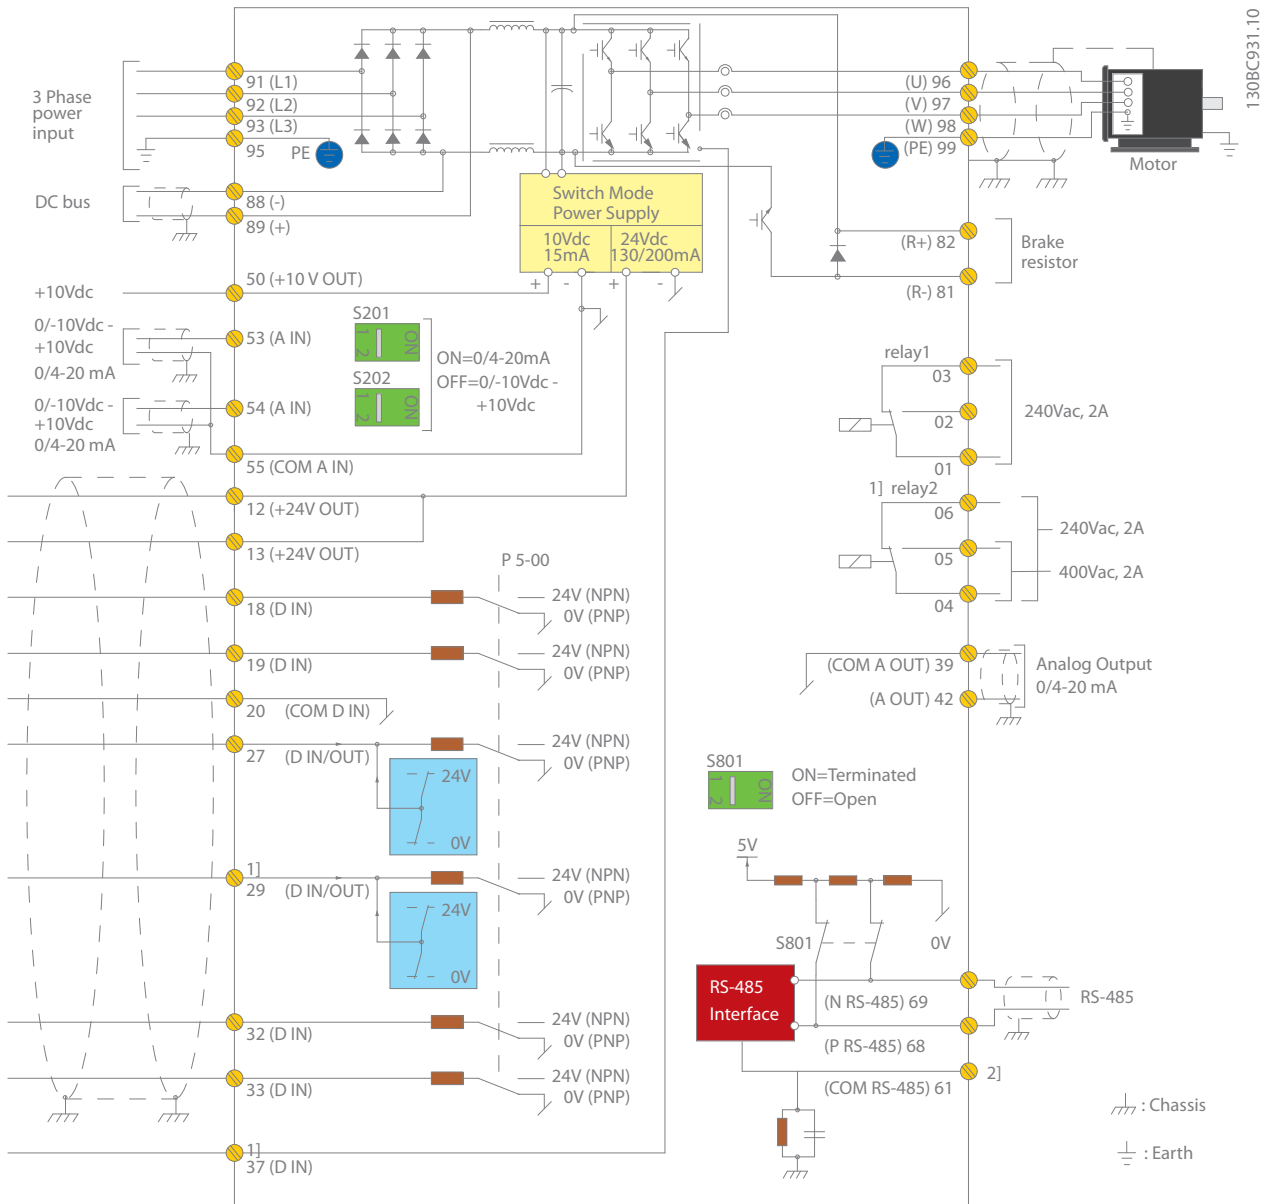 130BC931.10
3 Phase
power
input
91 (L1)
92 (L2)
93 (L3)
95
PE
DC bus
88 (-)
89 (+)
Switch Mode
Power Supply
10Vdc
15mA
24Vdc
130/200mA
+ - + -
+10Vdc
50 (+10 V OUT)
0/-10Vdc -
+10Vdc
0/4-20 mA
53 (A IN)
0/-10Vdc -
+10Vdc
0/4-20 mA
54 (A IN)
55 (COM A IN)
S201
1 2 ON
S202
1 2 ON
ON=0/4-20mA
OFF=0/-10Vdc -
+10Vdc
12 (+24V OUT)
13 (+24V OUT)
P 5-00
18 (D IN)
24V (NPN)
0V (PNP)
19 (D IN)
24V (NPN)
0V (PNP)
20 (COM D IN)
27 (D IN/OUT)
24V (NPN)
0V (PNP)
24V
0V
1]
29 (D IN/OUT)
24V (NPN)
0V (PNP)
24V
0V
32 (D IN)
24V (NPN)
0V (PNP)
33 (D IN)
24V (NPN)
0V (PNP)
1]
37 (D IN)
(U) 96
(V) 97
(W) 98
(PE) 99
Motor
(R+) 82
(R-) 81
Brake
resistor
relay1
03
02
01
240Vac, 2A
1] relay2
06
05
04
240Vac, 2A
400Vac, 2A
(COM A OUT) 39
(A OUT) 42
Analog Output
0/4-20 mA
S801
1 2 ON
ON=Terminated
OFF=Open
5V
S801
0V
RS-485
Interface
(N RS-485) 69
(P RS-485) 68
(COM RS-485) 61
RS-485
2]
: Chassis
: Earth